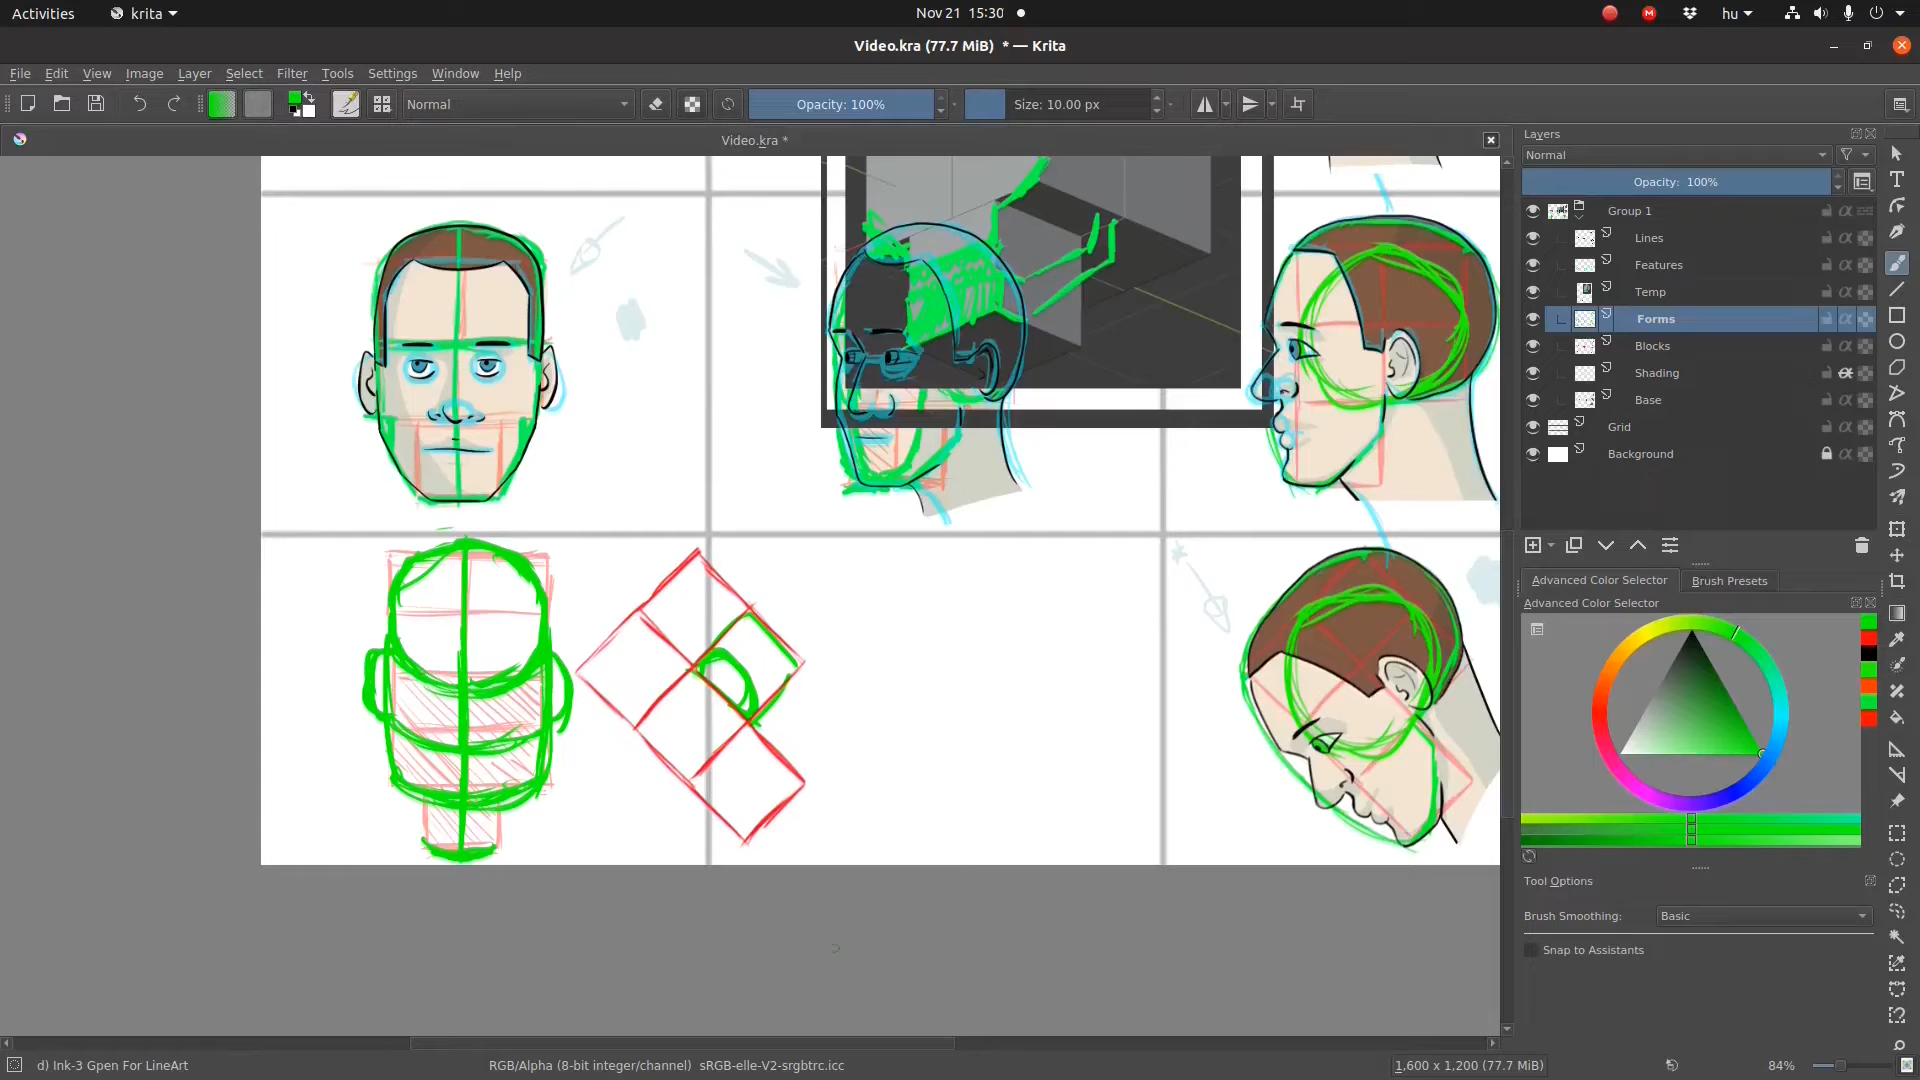 Activities krita Nov 21 15:30 hu
Video.kra (77.7 MiB) * — Krita
File Edit View Image Layer Select Filter Tools Settings Window Help
Normal Opacity: 100% Size: 10.00 px
Video.kra *
Layers
Normal
Opacity: 100%
Group 1
Lines
Features
Temp
Forms
Blocks
Shading
Base
Grid
Background
Advanced Color Selector Brush Presets
Advanced Color Selector
Tool Options
Brush Smoothing: Basic
Snap to Assistants
d) Ink-3 Gpen For LineArt RGB/Alpha (8-bit integer/channel) sRGB-elle-V2-srgbtrc.icc 1,600 x 1,200 (77.7 MiB) 84%